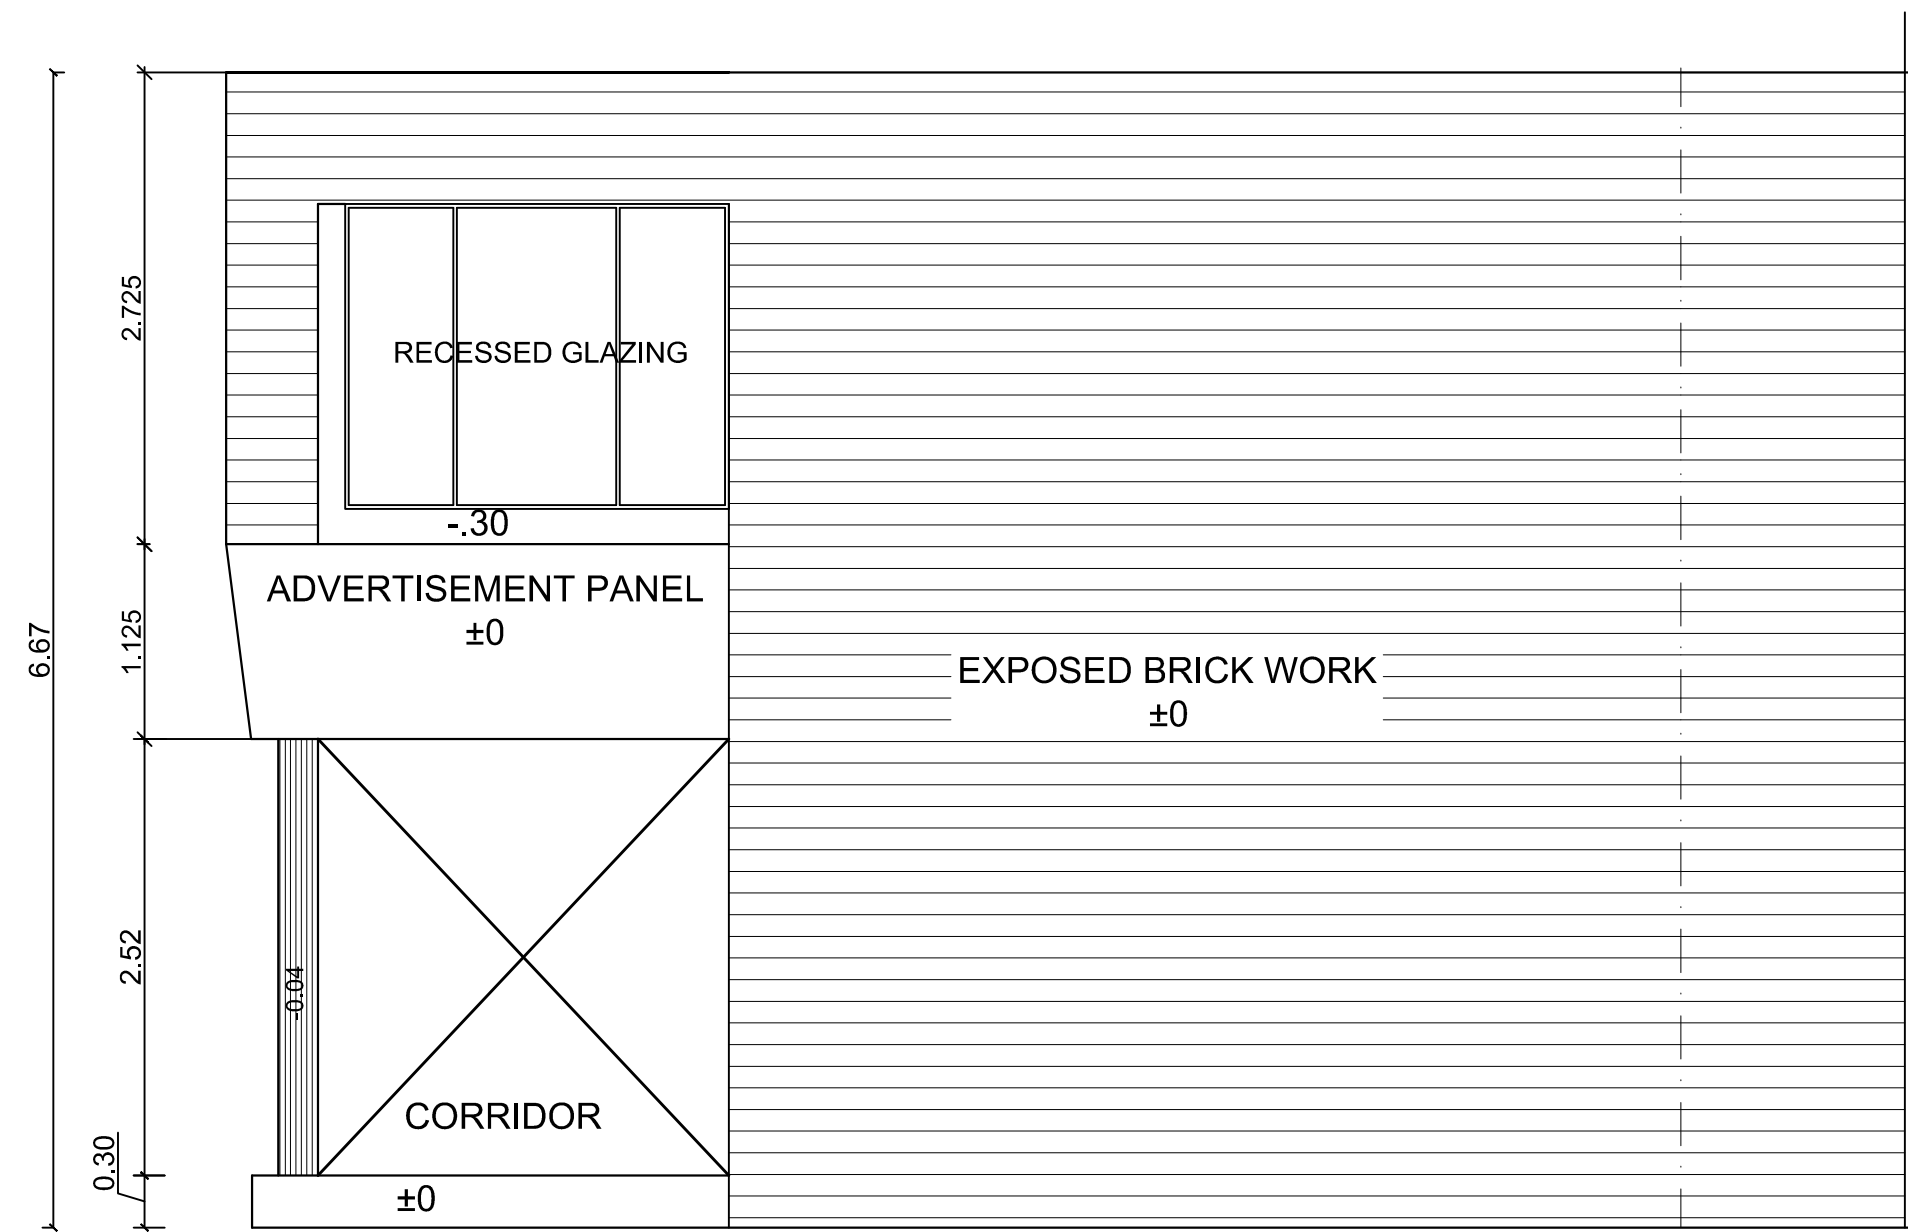 2.725
RECESSED GLAZING
-.30
ADVERTISEMENT PANEL
±0
1.125
6.67
EXPOSED BRICK WORK
±0
2.52
-0.04
CORRIDOR
0.30
±0